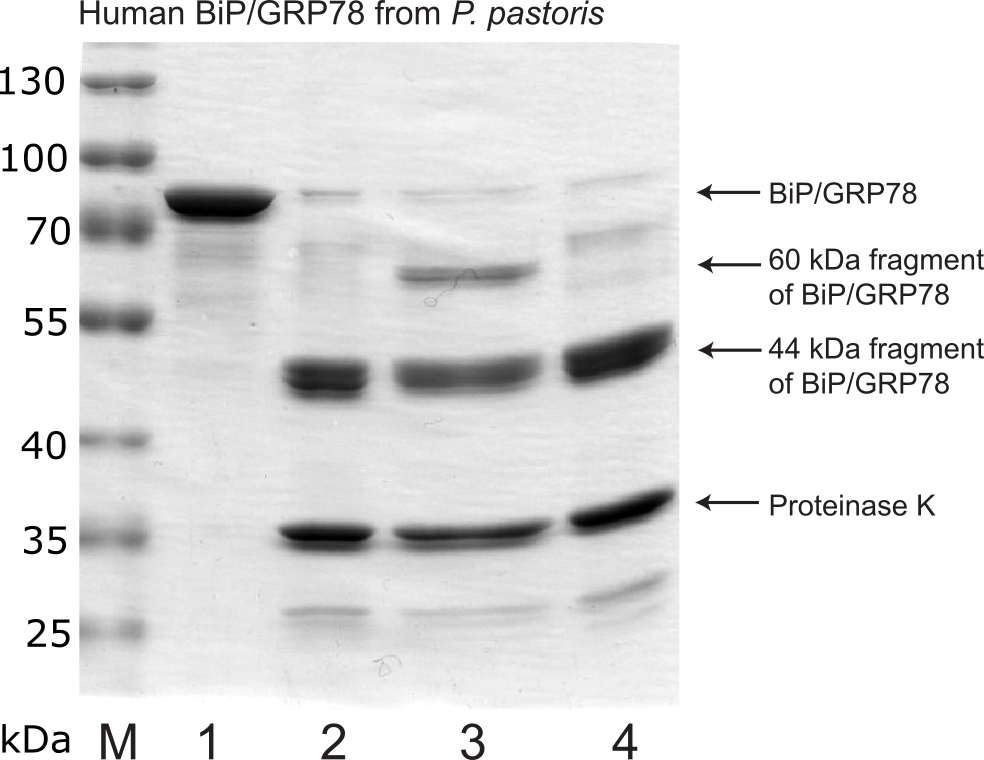 Human BiP/GRP78 from P. pastoris
130
100
70
55
40
35
25
kDa M 1 2 3 4
BiP/GRP78
60 kDa fragment
of BiP/GRP78
44 kDa fragment
of BiP/GRP78
Proteinase K